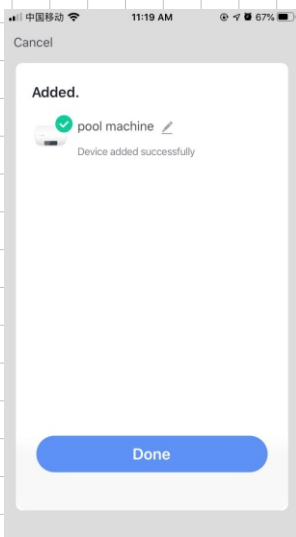 中国移动 11:19 AM 67%
Cancel
Added.
pool machine
Device added successfully
Done